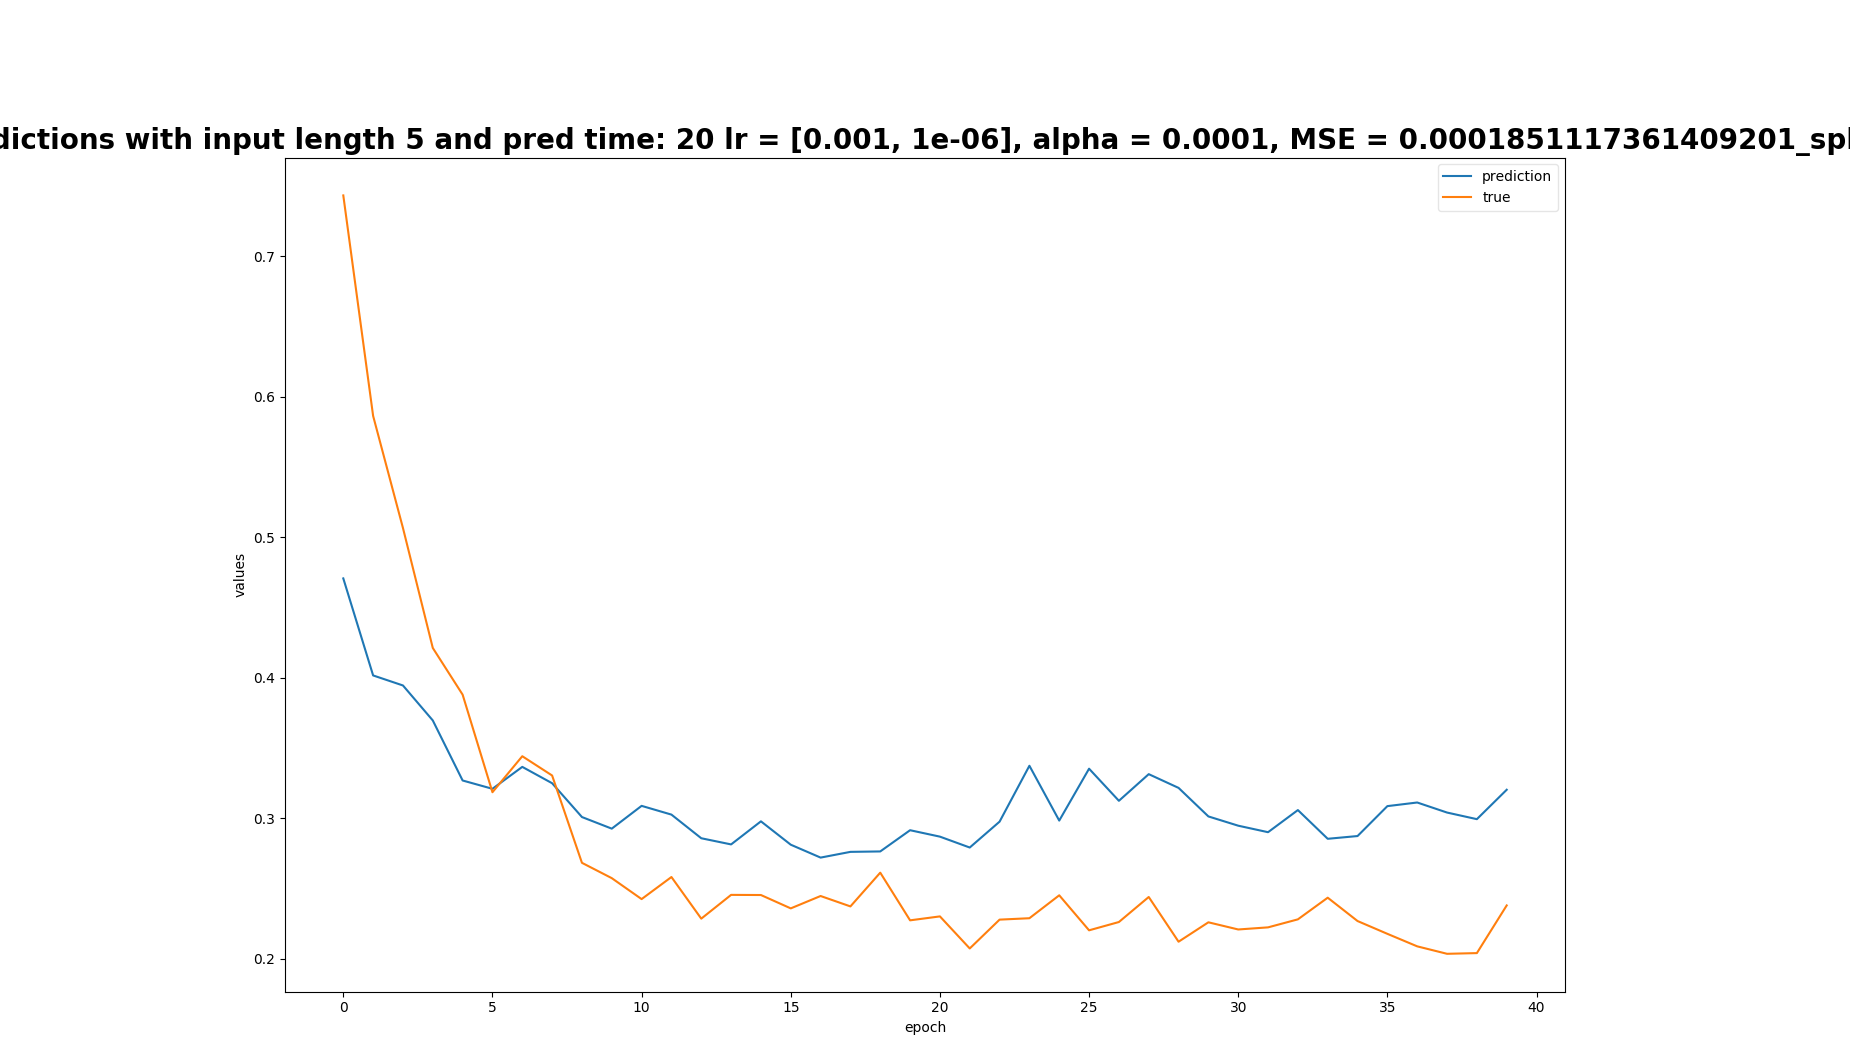 dictions with input length 5 and pred time: 20 lr = [0.001, 1e-06], alpha = 0.0001, MSE = 0.0001851117361409201_spl
prediction
true
0.7
0.6
0.5
0.4
0.3
0.2
values
0 5 10 15 20 25 30 35 40
epoch